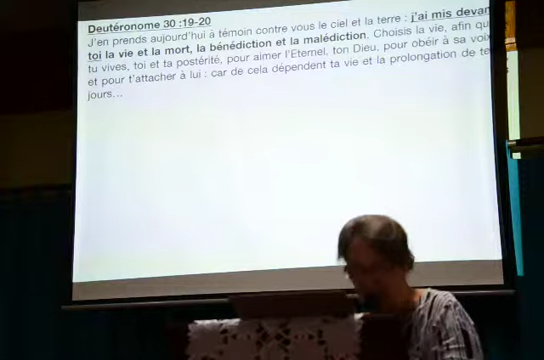 Deutéronome 30 :19-20
J'en prends aujourd'hui à témoin contre vous le ciel et la terre : j'ai mis devan
toi la vie et la mort, la bénédiction et la malédiction. Choisis la vie, afin qu
tu vives, toi et ta postérité, pour aimer l'Eternel, ton Dieu, pour obéir à sa voix
et pour t'attacher à lui : car de cela dépendent ta vie et la prolongation de te
jours…